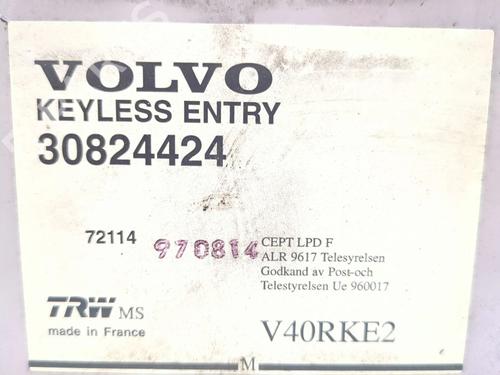 VOLVO
KEYLESS ENTRY
30824424
72114 970814
CEPT LPD F
ALR 9617 Telesyrelsen
Godkand av Post-och
Telestyrelsen Ue 960017
TRW MS
made in France
V40RKE2
M